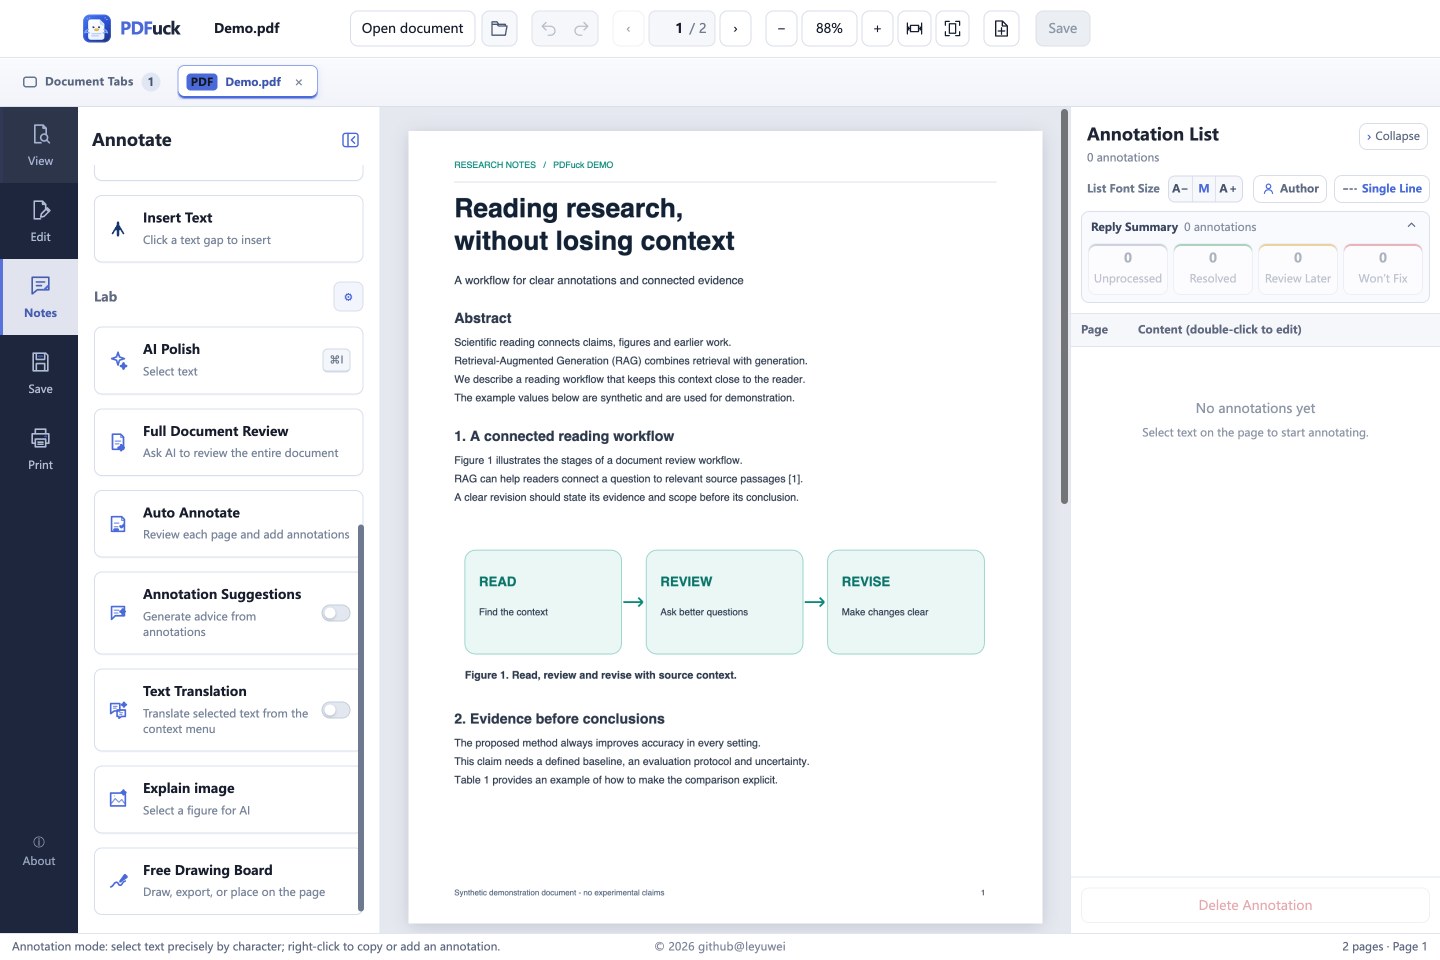 PDFuck
Demo.pdf
Open document
1 / 2
88%
Save
Document Tabs 1
PDF Demo.pdf ×
View
Edit
Notes
Save
Print
About
Annotate
Insert Text
Click a text gap to insert
Lab
AI Polish
Select text
⌘I
Full Document Review
Ask AI to review the entire document
Auto Annotate
Review each page and add annotations
Annotation Suggestions
Generate advice from
annotations
Text Translation
Translate selected text from the
context menu
Explain image
Select a figure for AI
Free Drawing Board
Draw, export, or place on the page
RESEARCH NOTES / PDFuck DEMO
Reading research,
without losing context
A workflow for clear annotations and connected evidence
Abstract
Scientific reading connects claims, figures and earlier work.
Retrieval-Augmented Generation (RAG) combines retrieval with generation.
We describe a reading workflow that keeps this context close to the reader.
The example values below are synthetic and are used for demonstration.
1. A connected reading workflow
Figure 1 illustrates the stages of a document review workflow.
RAG can help readers connect a question to relevant source passages [1].
A clear revision should state its evidence and scope before its conclusion.
READ
Find the context
REVIEW
Ask better questions
REVISE
Make changes clear
Figure 1. Read, review and revise with source context.
2. Evidence before conclusions
The proposed method always improves accuracy in every setting.
This claim needs a defined baseline, an evaluation protocol and uncertainty.
Table 1 provides an example of how to make the comparison explicit.
Synthetic demonstration document - no experimental claims
1
Annotation List
› Collapse
0 annotations
List Font Size A− M A+ Author --- Single Line
Reply Summary 0 annotations
0 Unprocessed
0 Resolved
0 Review Later
0 Won't Fix
Page Content (double-click to edit)
No annotations yet
Select text on the page to start annotating.
Delete Annotation
Annotation mode: select text precisely by character; right-click to copy or add an annotation.
© 2026 github@leyuwei
2 pages · Page 1